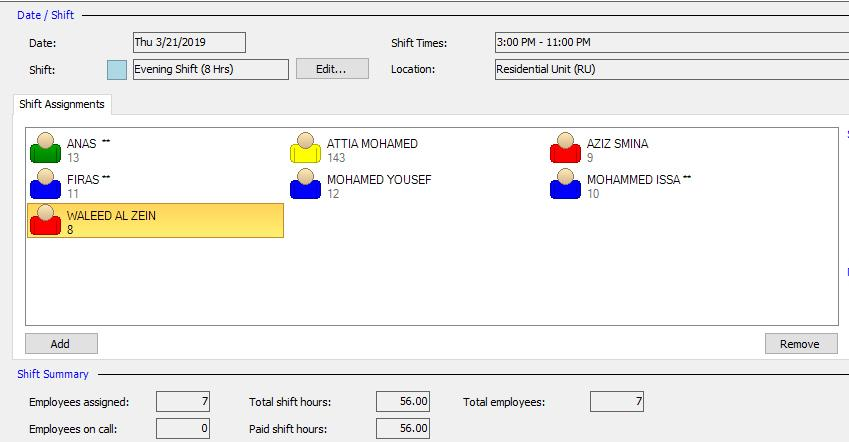 Date / Shift
Date: Thu 3/21/2019 Shift Times: 3:00 PM - 11:00 PM
Shift: Evening Shift (8 Hrs) Edit... Location: Residential Unit (RU)
Shift Assignments
ANAS ** ATTIA MOHAMED AZIZ SMINA
13 143 9
FIRAS ** MOHAMED YOUSEF MOHAMMED ISSA **
11 12 10
WALEED AL ZEIN
8
Add Remove
Shift Summary
Employees assigned: 7 Total shift hours: 56.00 Total employees: 7
Employees on call: 0 Paid shift hours: 56.00